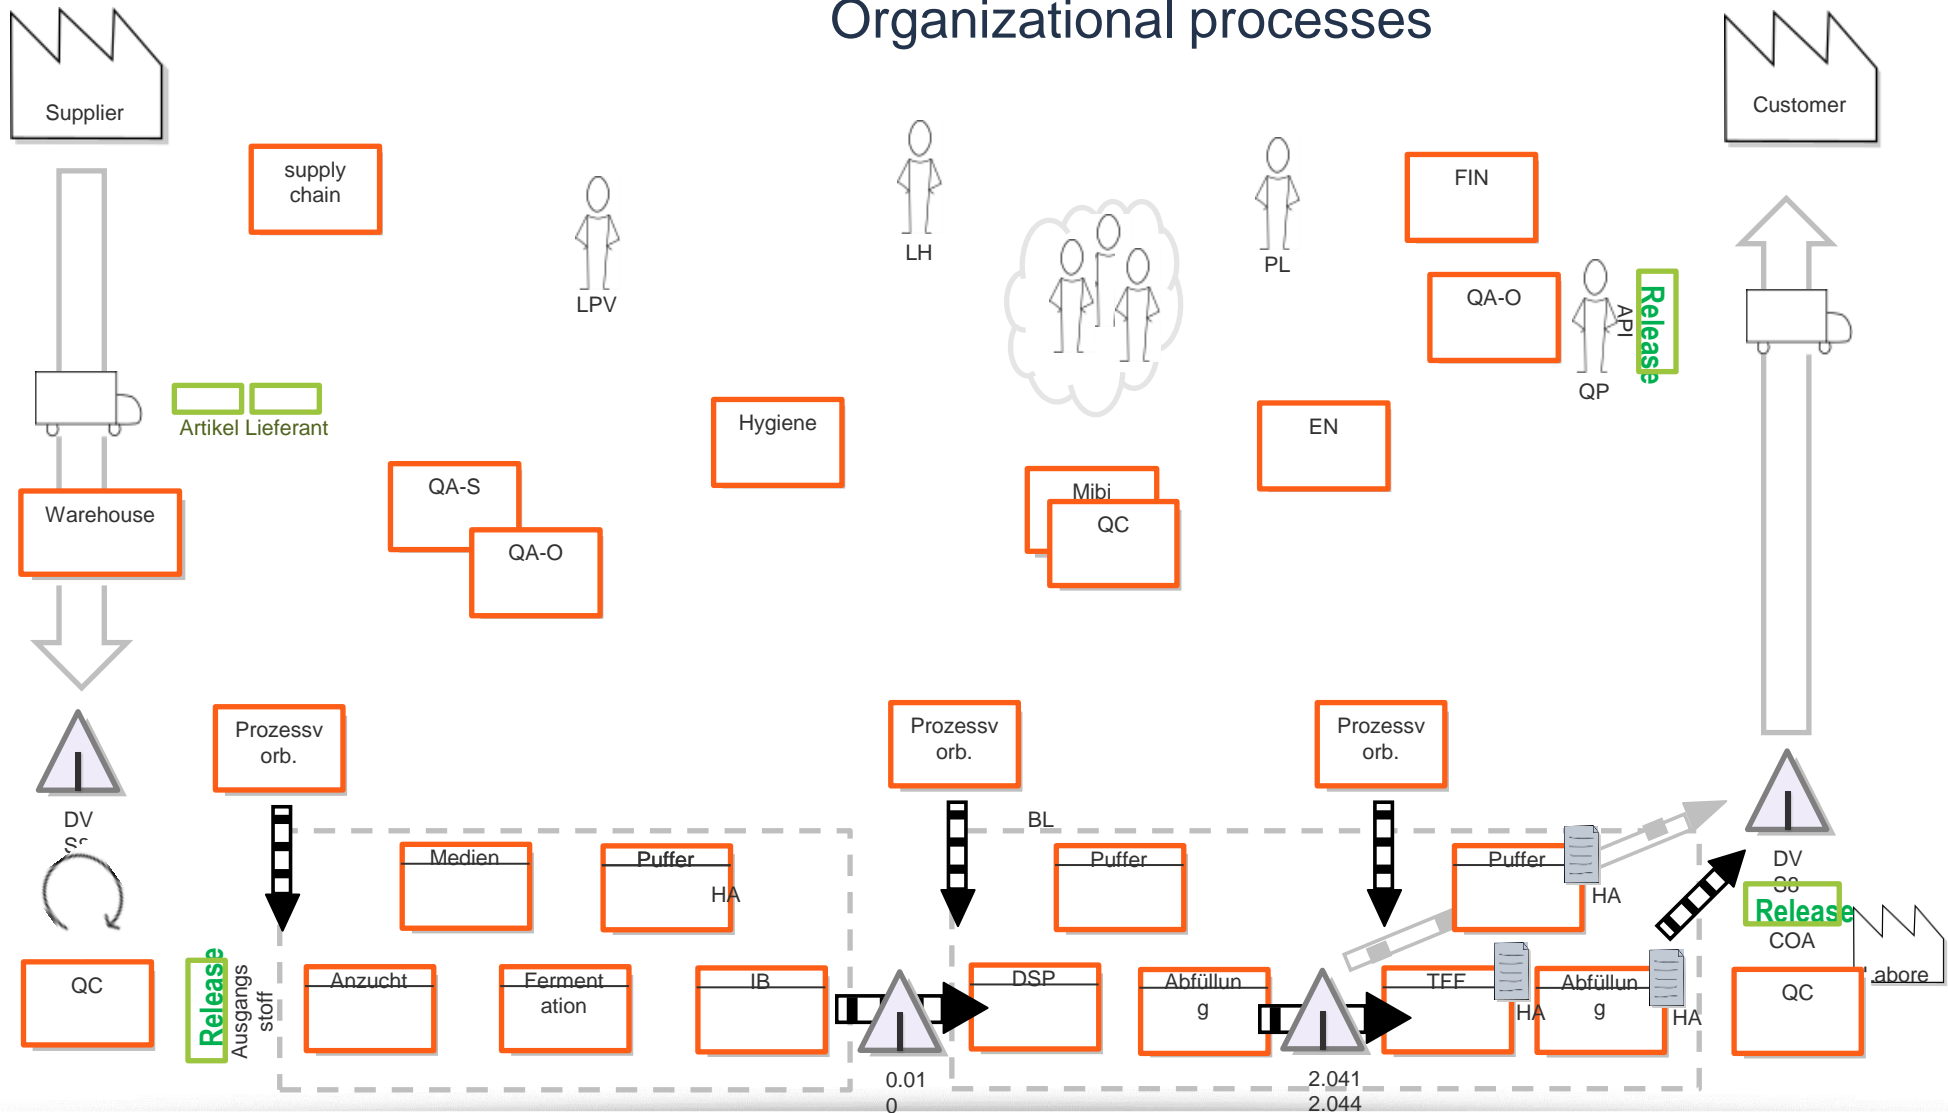 Organizational processes
Supplier
Customer
supply
chain
LH
PL
FIN
LPV
QA-O
QP
API
Release
Artikel Lieferant
Hygiene
EN
Warehouse
QA-S
QA-O
Mibi
QC
Prozessv
orb.
Prozessv
orb.
Prozessv
orb.
DV
BL
Medien
Puffer
HA
Puffer
Puffer
HA
DV
Release
COA
QC
Release
Ausgangs
stoff
Anzucht
Ferment
ation
IB
DSP
Abfüllun
g
TFF
HA
Abfüllun
g
HA
QC
abore
0.01
0
2.041
2.044